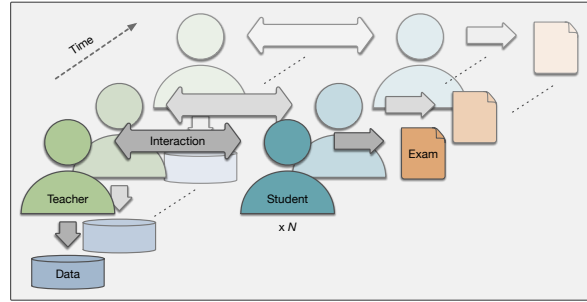 Time
Interaction
Exam
Teacher
Student
x N
Data